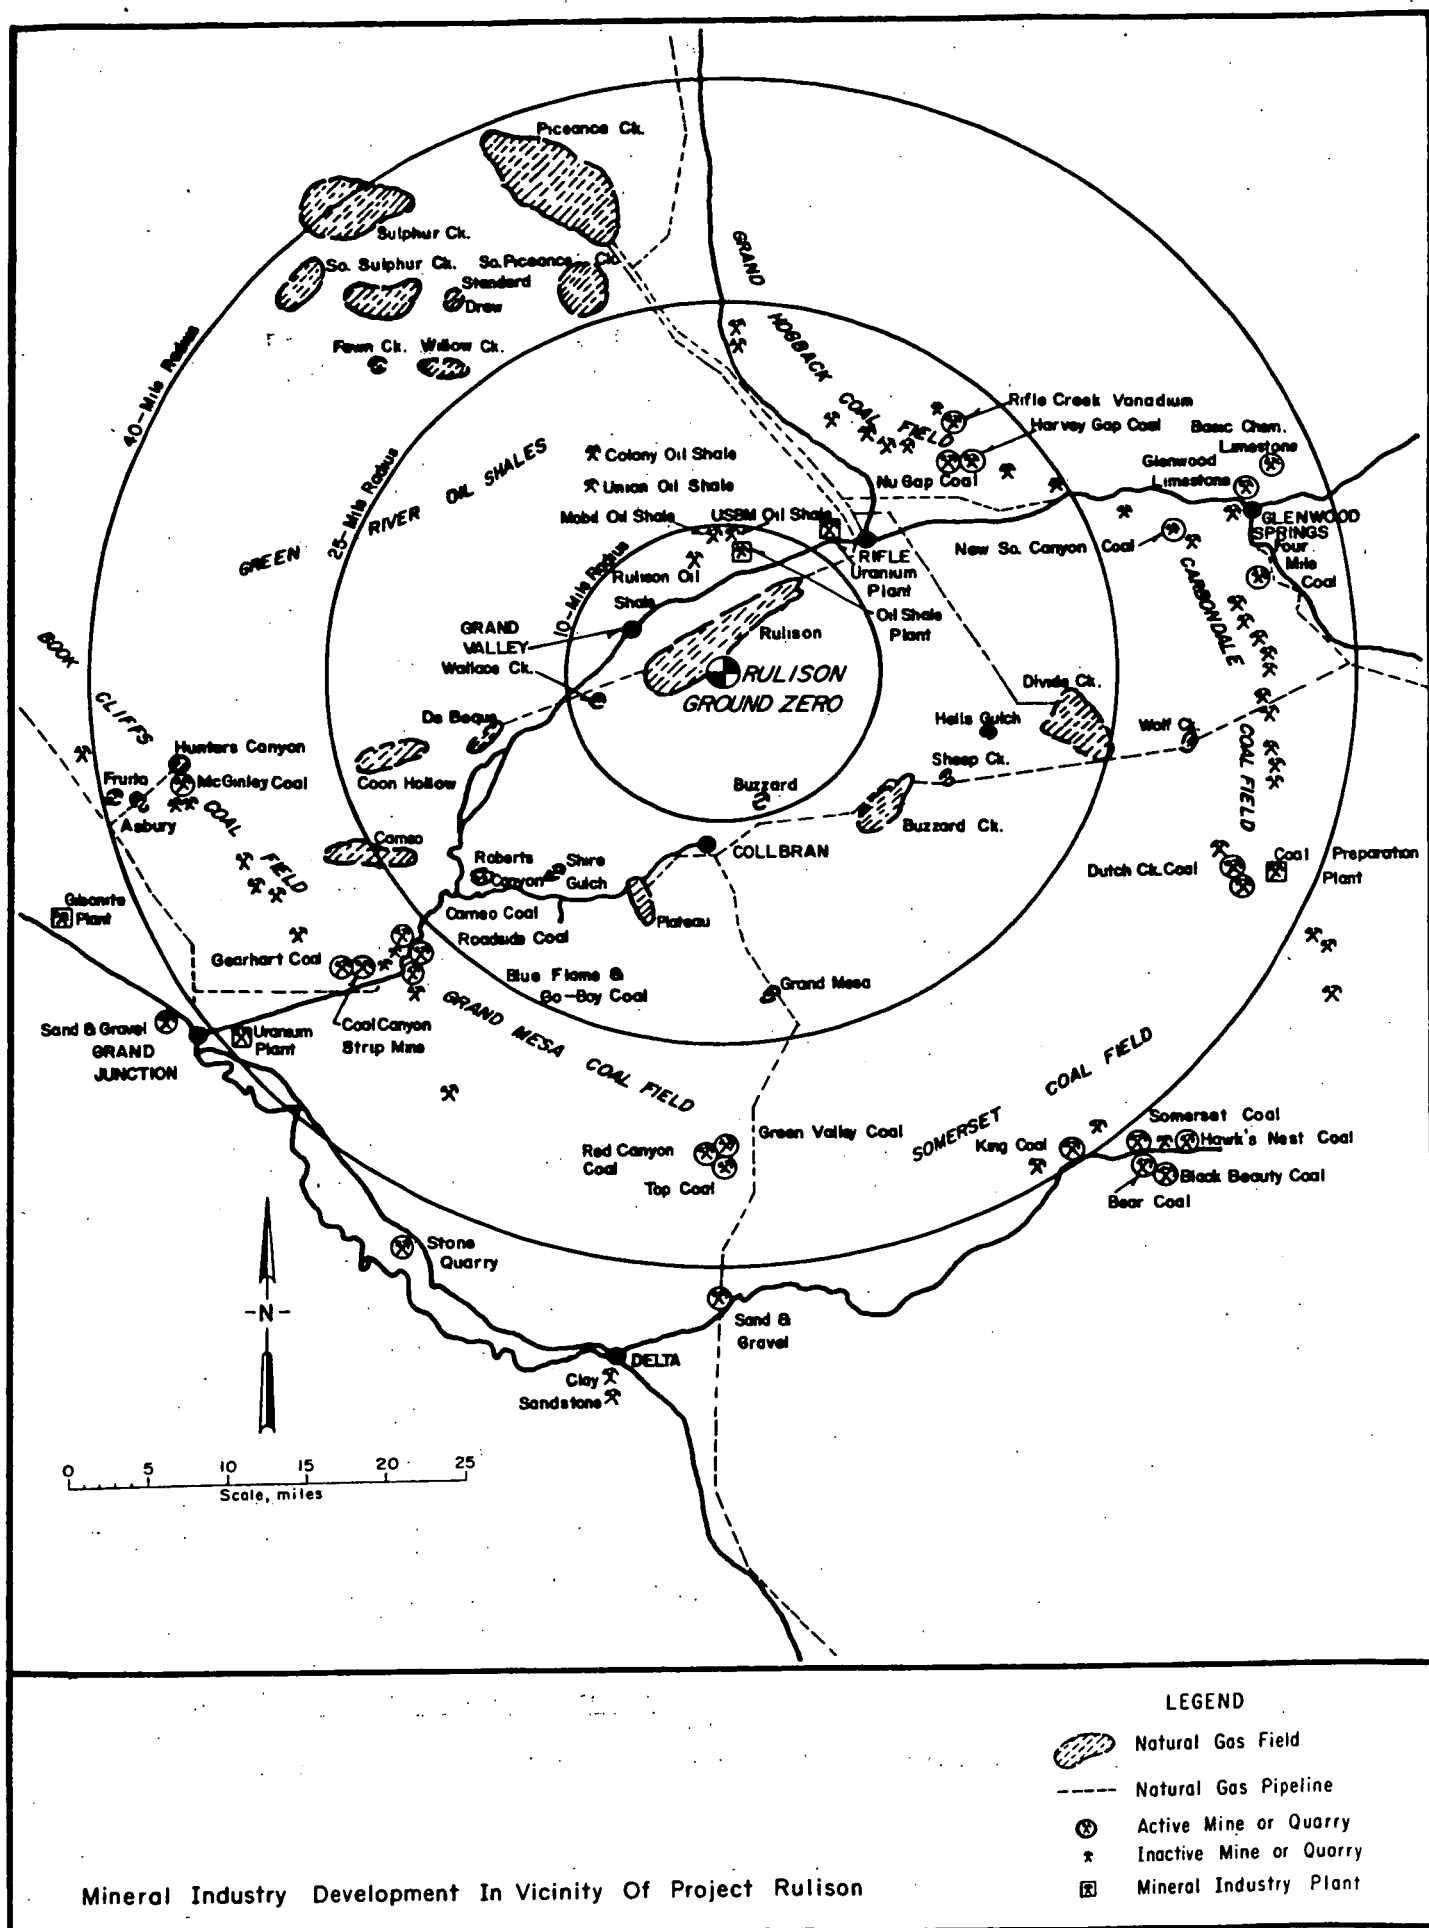 Piceance Ck.
Sulphur Ck.
So. Sulphur Ck.
So. Piceance Ck.
Standard
Drew
Fawn Ck.
Willow Ck.
40-Mile Radius
25-Mile Radius
10-Mile Radius
GRAND HOGBACK COAL FIELD
GREEN RIVER OIL SHALES
Colony Oil Shale
Union Oil Shale
Mobil Oil Shale
USBM Oil Shale
Rulison Oil
Shale
Rifle Creek Vanadium
Harvey Gap Coal
Nu Gap Coal
Basic Chem.
Limestone
Glenwood
Limestone
GLENWOOD
SPRINGS
New So. Canyon Coal
Four
Mile
Coal
RIFLE
Uranium
Plant
Oil Shale
Plant
GRAND
VALLEY
Wallace Ck.
Rulison
RULISON
GROUND ZERO
CARBONDALE COAL FIELD
BOOK CLIFFS COAL FIELD
De Beque
Coon Hollow
Divide Ck.
Hells Gulch
Wolf Ck.
Sheep Ck.
Buzzard
Buzzard Ck.
Hunters Canyon
McGinley Coal
Fruita
Asbury
Cameo
Roberts
Canyon
Shire
Gulch
COLLBRAN
Plateau
Dutch Ck. Coal
Coal Preparation
Plant
Gilsonite
Plant
Cameo Coal
Roadside Coal
Gearhart Coal
Blue Flame &
Go-Boy Coal
Grand Mesa
Sand & Gravel
GRAND
JUNCTION
Uranium
Plant
Coal Canyon
Strip Mine
GRAND MESA COAL FIELD
SOMERSET COAL FIELD
Green Valley Coal
Red Canyon
Coal
Top Coal
King Coal
Somerset Coal
Hawk's Nest Coal
Black Beauty Coal
Bear Coal
Stone
Quarry
-N-
Sand &
Gravel
DELTA
Clay
Sandstone
0 5 10 15 20 25
Scale, miles
LEGEND
Natural Gas Field
Natural Gas Pipeline
Active Mine or Quarry
Inactive Mine or Quarry
Mineral Industry Plant
Mineral Industry Development In Vicinity Of Project Rulison